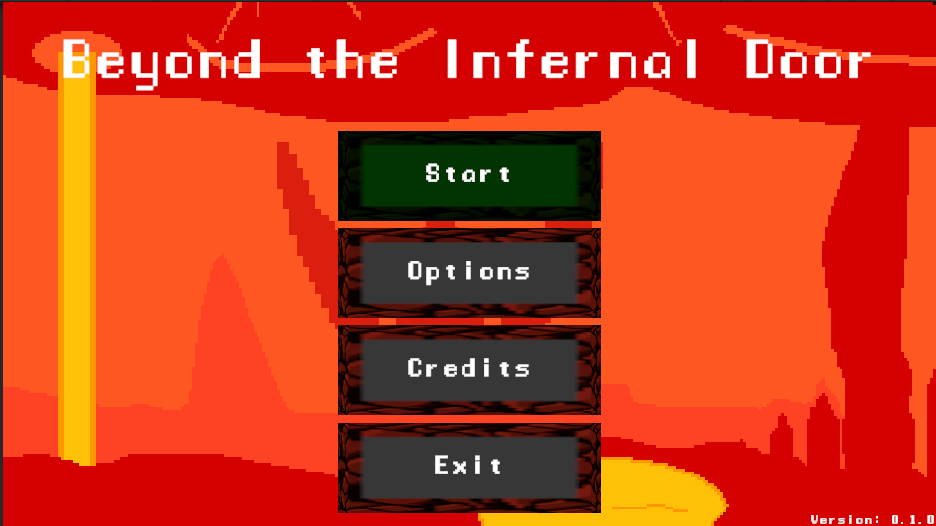 Beyond the Infernal Door
Start
Options
Credits
Exit
Version: 0.1.0